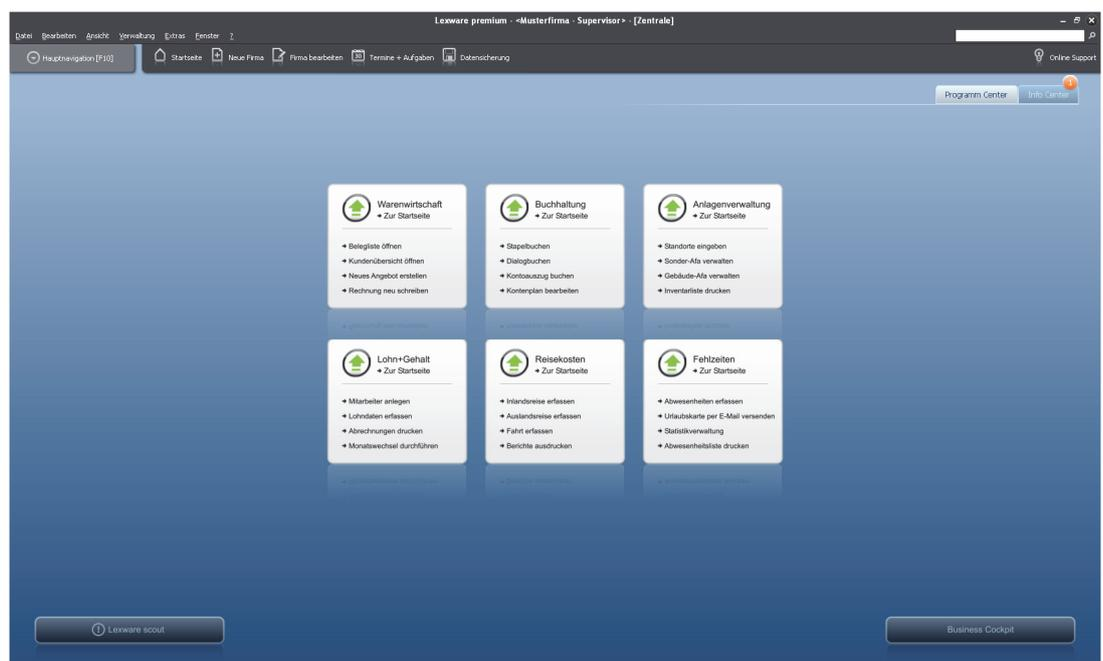 Lexware premium - <Musterfirma - Supervisor> - [Zentrale]
Datei Bearbeiten Ansicht Verwaltung Extras Fenster ?
Hauptnavigation [F10] Startseite Neue Firma Firma bearbeiten 30 Termine + Aufgaben Datensicherung Online Support
Programm Center Info Center
Warenwirtschaft
Zur Startseite
Belegliste öffnen
Kundenübersicht öffnen
Neues Angebot erstellen
Rechnung neu schreiben
Buchhaltung
Zur Startseite
Stapelbuchen
Dialogbuchen
Kontoauszug buchen
Kontenplan bearbeiten
Anlagenverwaltung
Zur Startseite
Standorte eingeben
Sonder-Afa verwalten
Gebäude-Afa verwalten
Inventarliste drucken
Lohn+Gehalt
Zur Startseite
Mitarbeiter anlegen
Lohndaten erfassen
Abrechnungen drucken
Monatswechsel durchführen
Reisekosten
Zur Startseite
Inlandsreise erfassen
Auslandsreise erfassen
Fahrt erfassen
Berichte ausdrucken
Fehlzeiten
Zur Startseite
Abwesenheiten erfassen
Urlaubskarte per E-Mail versenden
Statistikverwaltung
Abwesenheitsliste drucken
Lexware scout
Business Cockpit